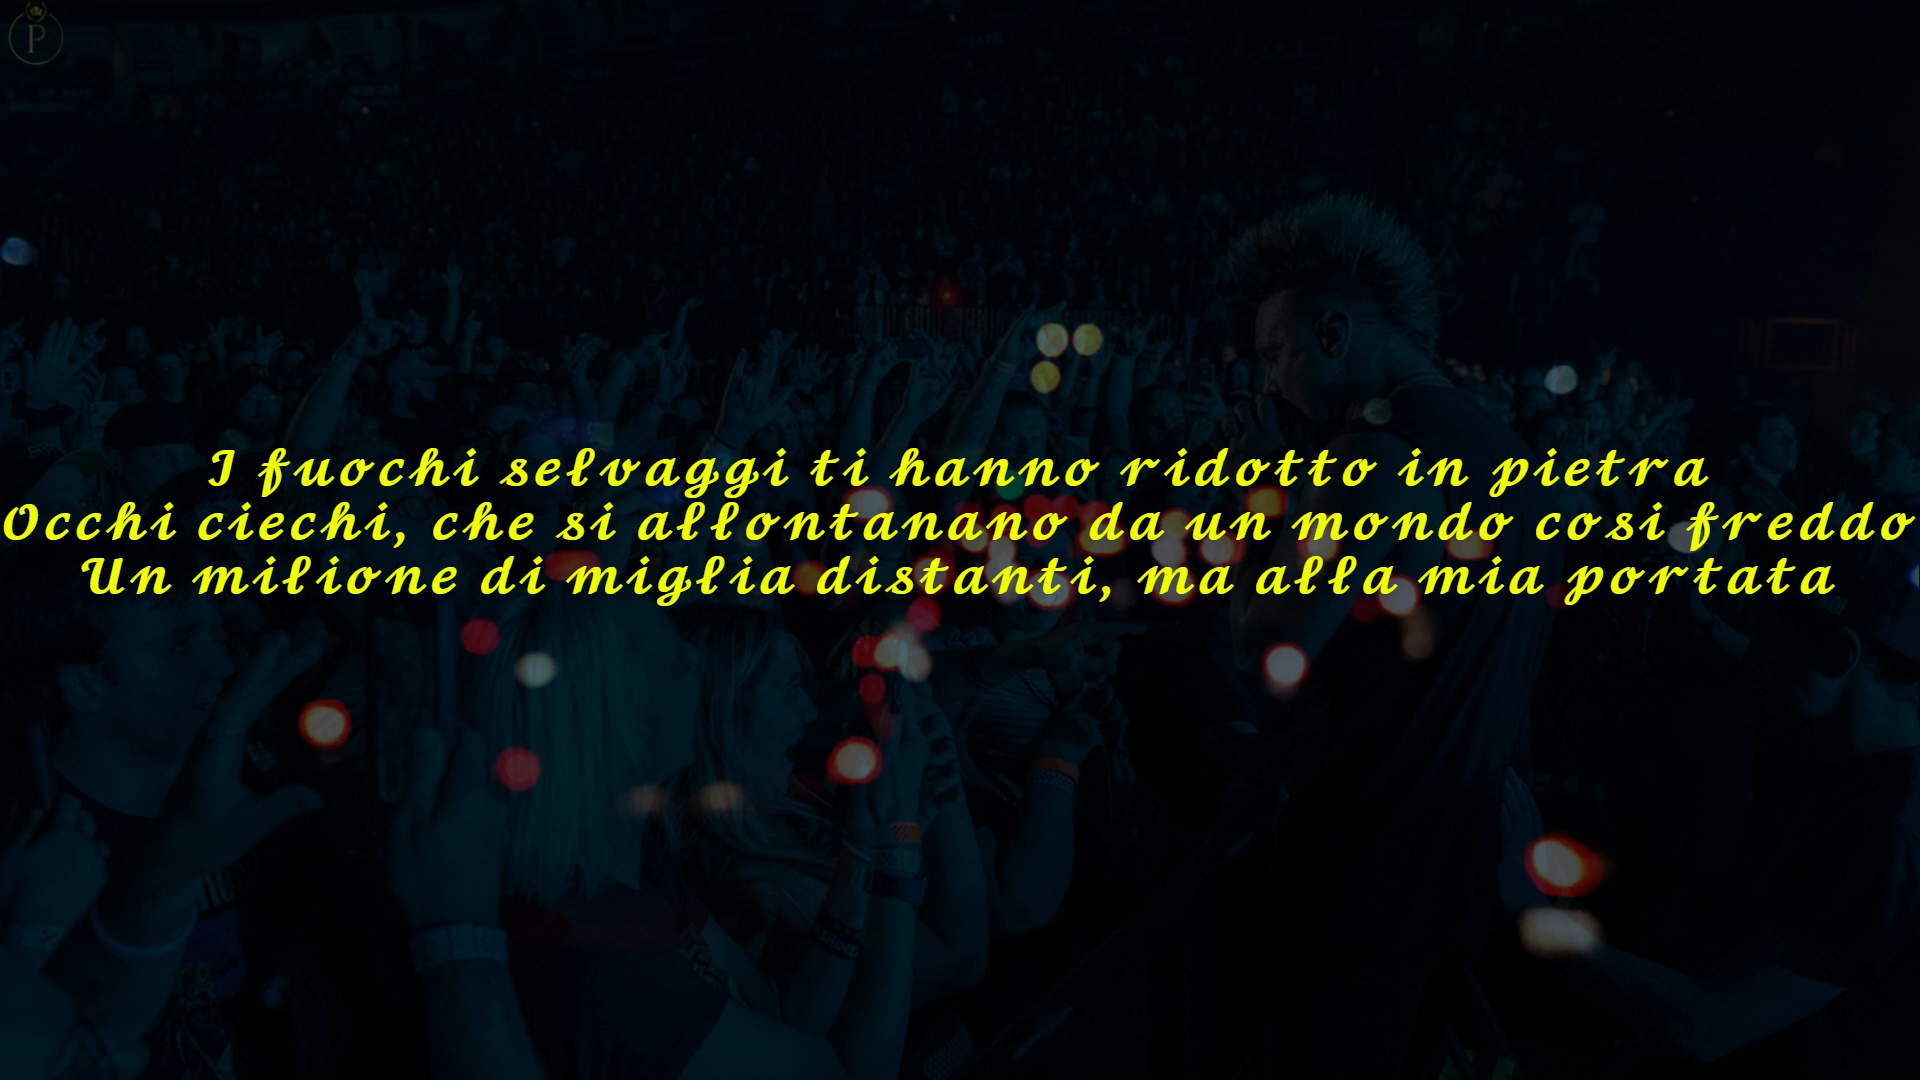 P
I fuochi selvaggi ti hanno ridotto in pietra
Occhi ciechi, che si allontanano da un mondo cosi freddo
Un milione di miglia distanti, ma alla mia portata